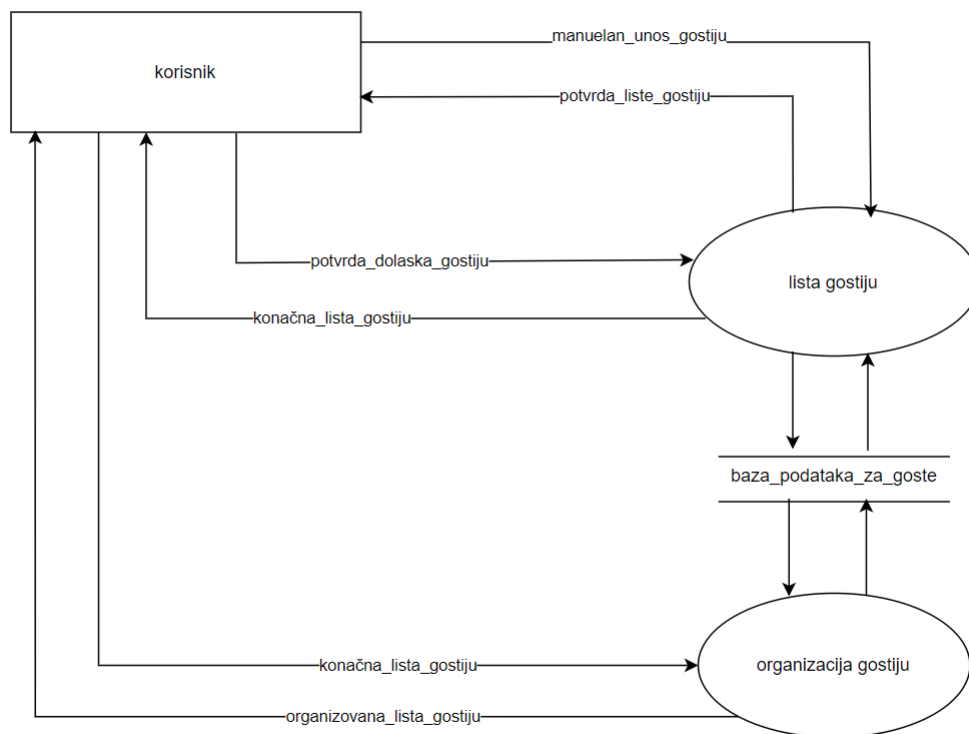 korisnik
manuelan_unos_gostiju
potvrda_liste_gostiju
potvrda_dolaska_gostiju
lista gostiju
konačna_lista_gostiju
baza_podataka_za_goste
konačna_lista_gostiju
organizacija gostiju
organizovana_lista_gostiju